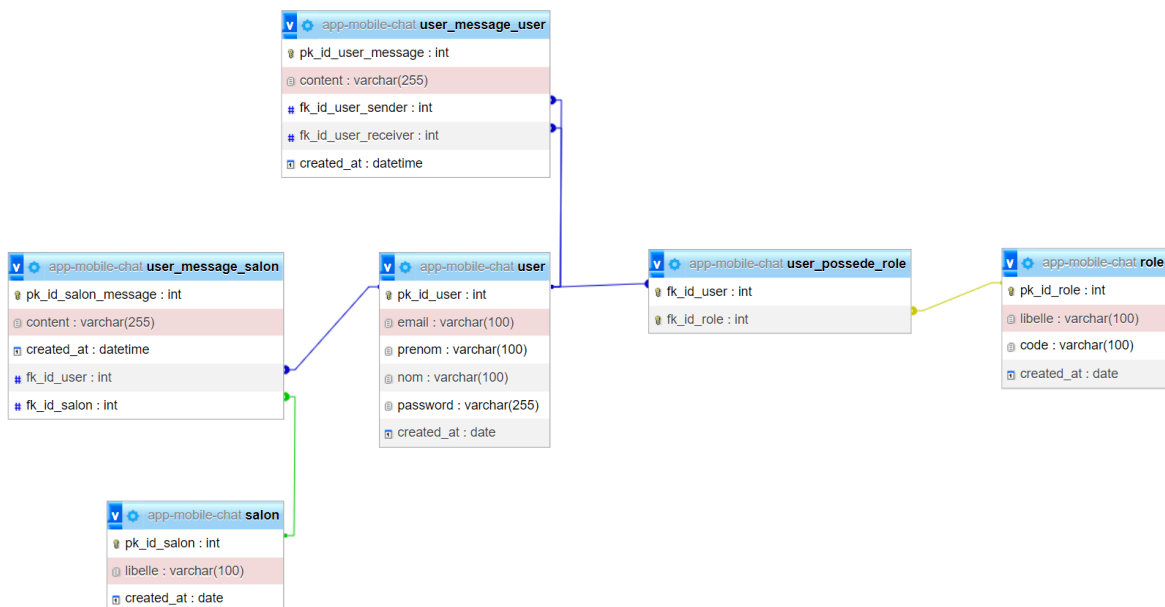 v app-mobile-chat user_message_user
pk_id_user_message : int
content : varchar(255)
# fk_id_user_sender : int
# fk_id_user_receiver : int
created_at : datetime
v app-mobile-chat user_message_salon
pk_id_salon_message : int
content : varchar(255)
created_at : datetime
# fk_id_user : int
# fk_id_salon : int
v app-mobile-chat user
pk_id_user : int
email : varchar(100)
prenom : varchar(100)
nom : varchar(100)
password : varchar(255)
created_at : date
v app-mobile-chat user_possede_role
fk_id_user : int
fk_id_role : int
v app-mobile-chat role
pk_id_role : int
libelle : varchar(100)
code : varchar(100)
created_at : date
v app-mobile-chat salon
pk_id_salon : int
libelle : varchar(100)
created_at : date